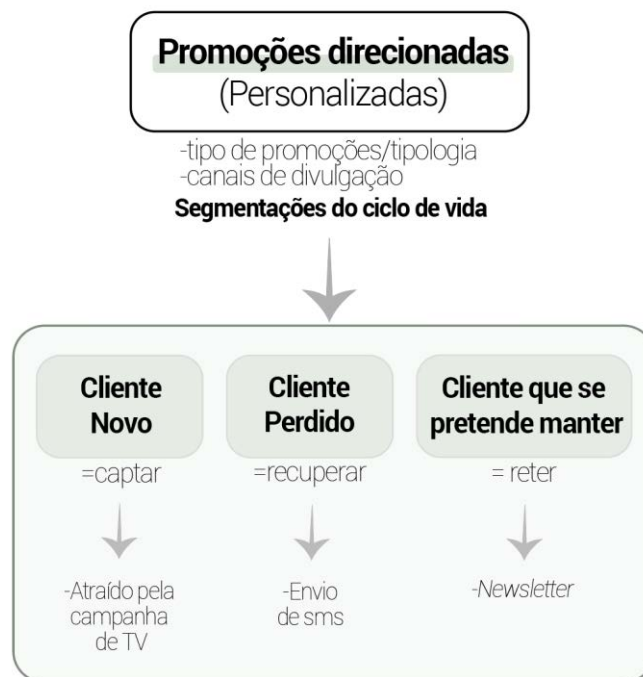 Promoções direcionadas
(Personalizadas)
-tipo de promoções/tipologia
-canais de divulgação
Segmentações do ciclo de vida
Cliente
Novo
=captar
-Atraído pela
campanha
de TV
Cliente
Perdido
=recuperar
-Envio
de sms
Cliente que se
pretende manter
= reter
-Newsletter